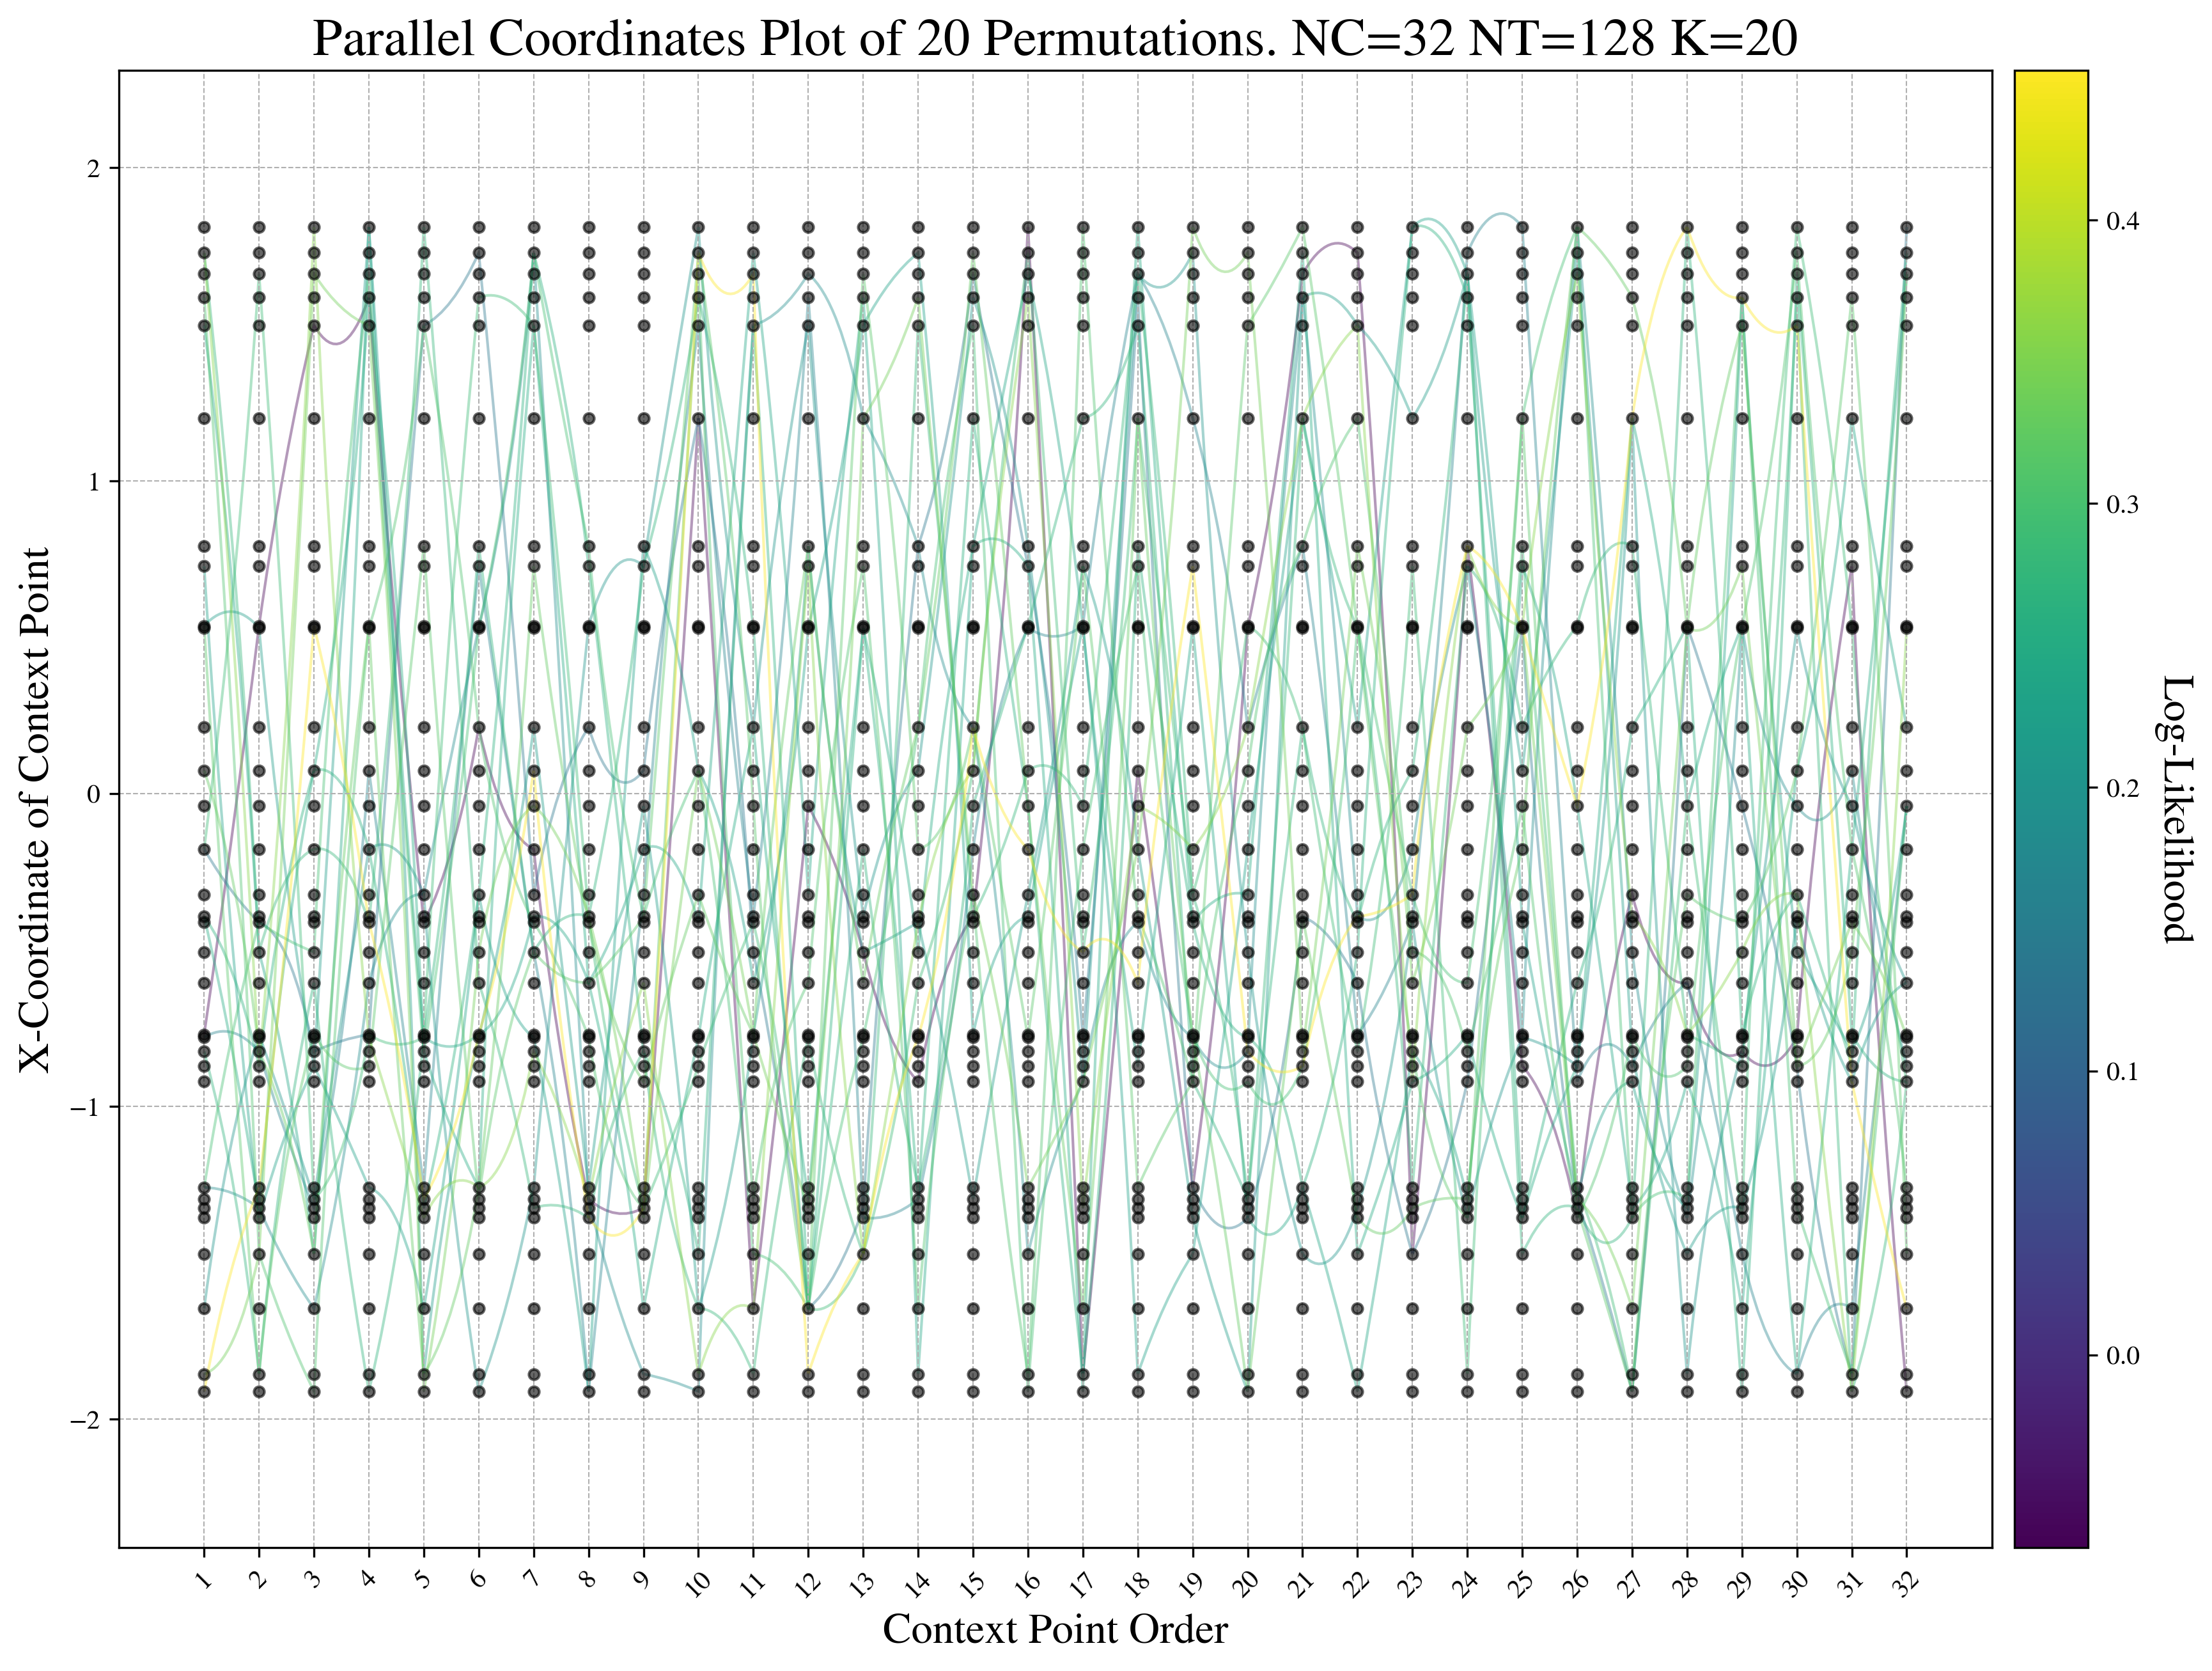 Parallel Coordinates Plot of 20 Permutations. NC=32 NT=128 K=20
X-Coordinate of Context Point
2
1
0
−1
−2
1 2 3 4 5 6 7 8 9 10 11 12 13 14 15 16 17 18 19 20 21 22 23 24 25 26 27 28 29 30 31 32
Context Point Order
0.4
0.3
0.2
0.1
0.0
Log-Likelihood